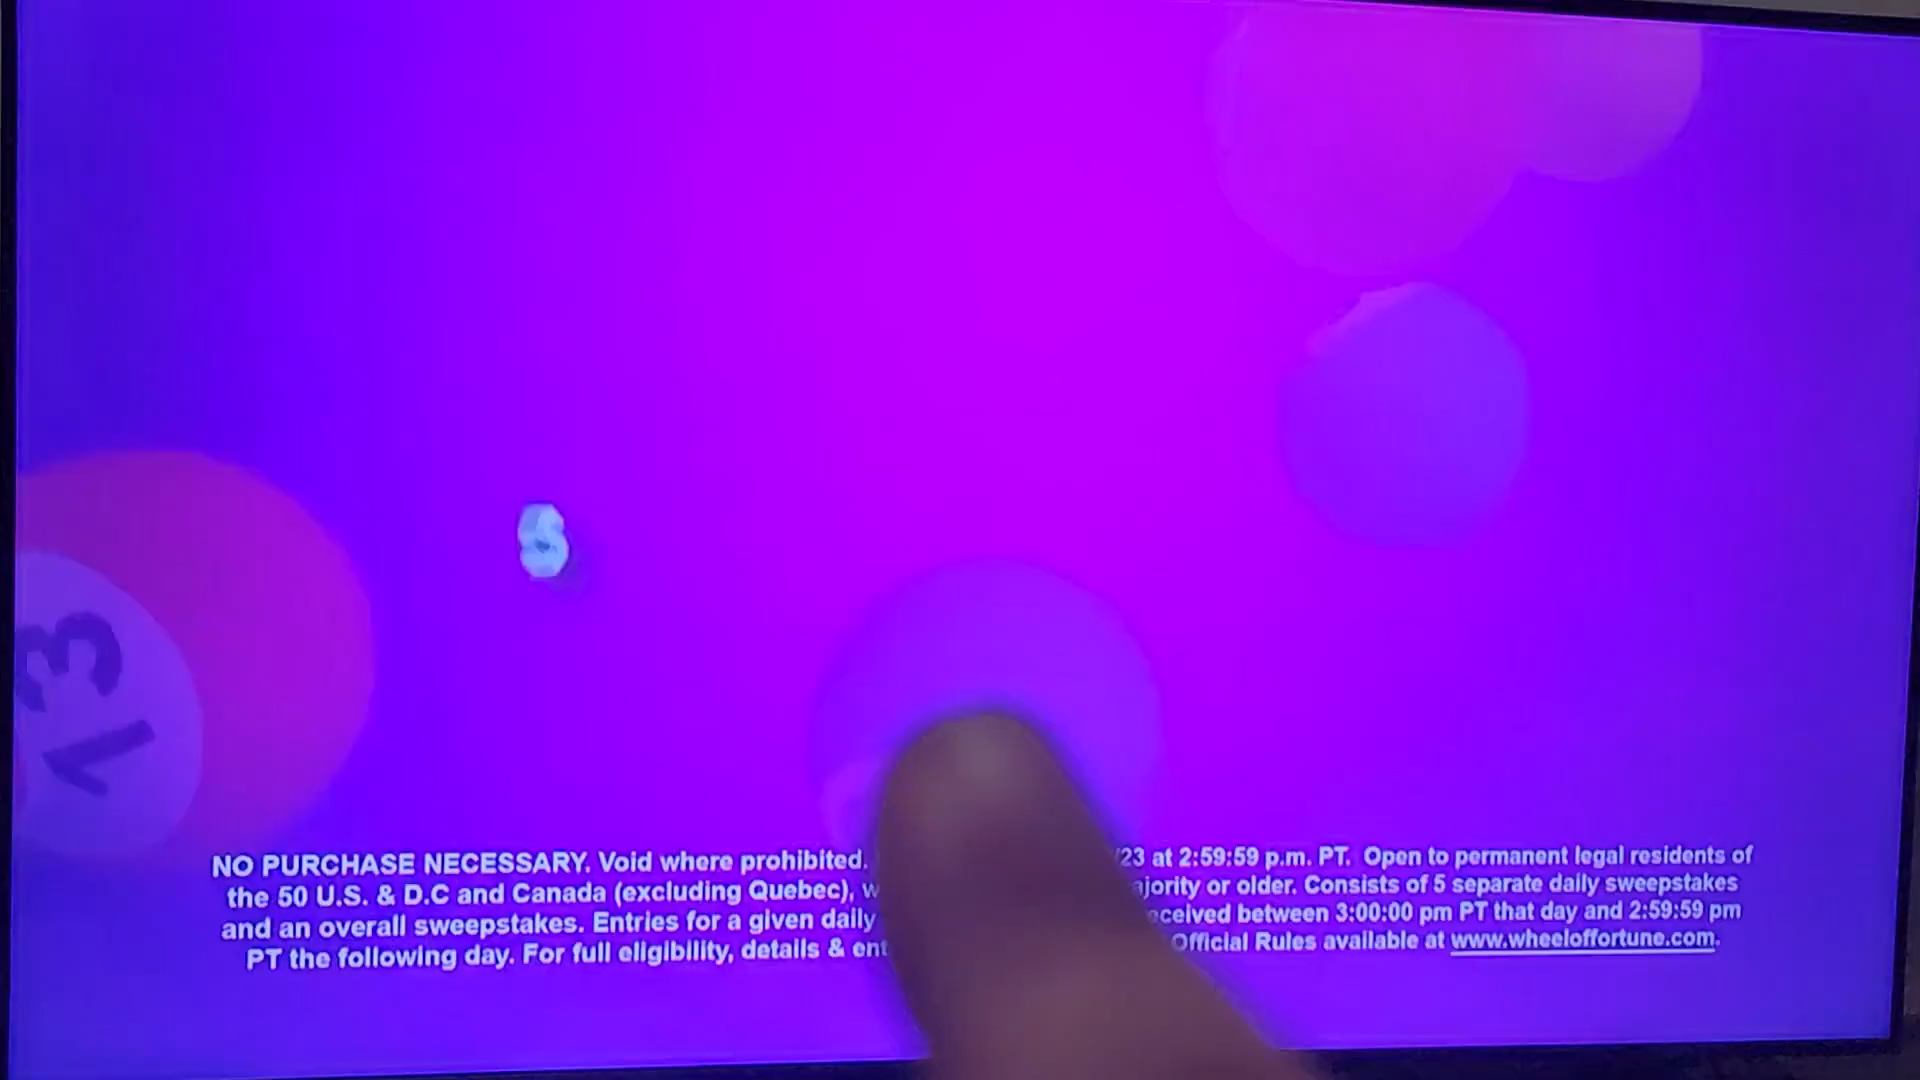 13
NO PURCHASE NECESSARY. Void where prohibited. /23 at 2:59:59 p.m. PT. Open to permanent legal residents of
the 50 U.S. & D.C and Canada (excluding Quebec), or older. Consists of 5 separate daily sweepstakes
and an overall sweepstakes. Entries for a given daily between 3:00:00 pm PT that day and 2:59:59 pm
PT the following day. For full eligibility, details & Official Rules available at www.wheeloffortune.com.